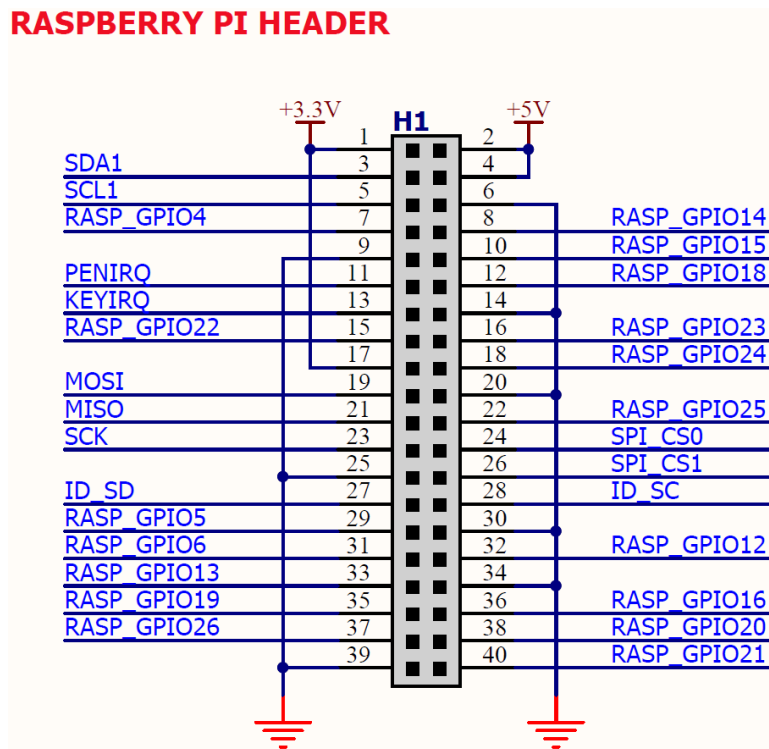 RASPBERRY PI HEADER
+3.3V H1 +5V
1 2
SDA1 3 4
SCL1 5 6
RASP_GPIO4 7 8 RASP_GPIO14
9 10 RASP_GPIO15
PENIRQ 11 12 RASP_GPIO18
KEYIRQ 13 14
RASP_GPIO22 15 16 RASP_GPIO23
17 18 RASP_GPIO24
MOSI 19 20
MISO 21 22 RASP_GPIO25
SCK 23 24 SPI_CS0
25 26 SPI_CS1
ID_SD 27 28 ID_SC
RASP_GPIO5 29 30
RASP_GPIO6 31 32 RASP_GPIO12
RASP_GPIO13 33 34
RASP_GPIO19 35 36 RASP_GPIO16
RASP_GPIO26 37 38 RASP_GPIO20
39 40 RASP_GPIO21